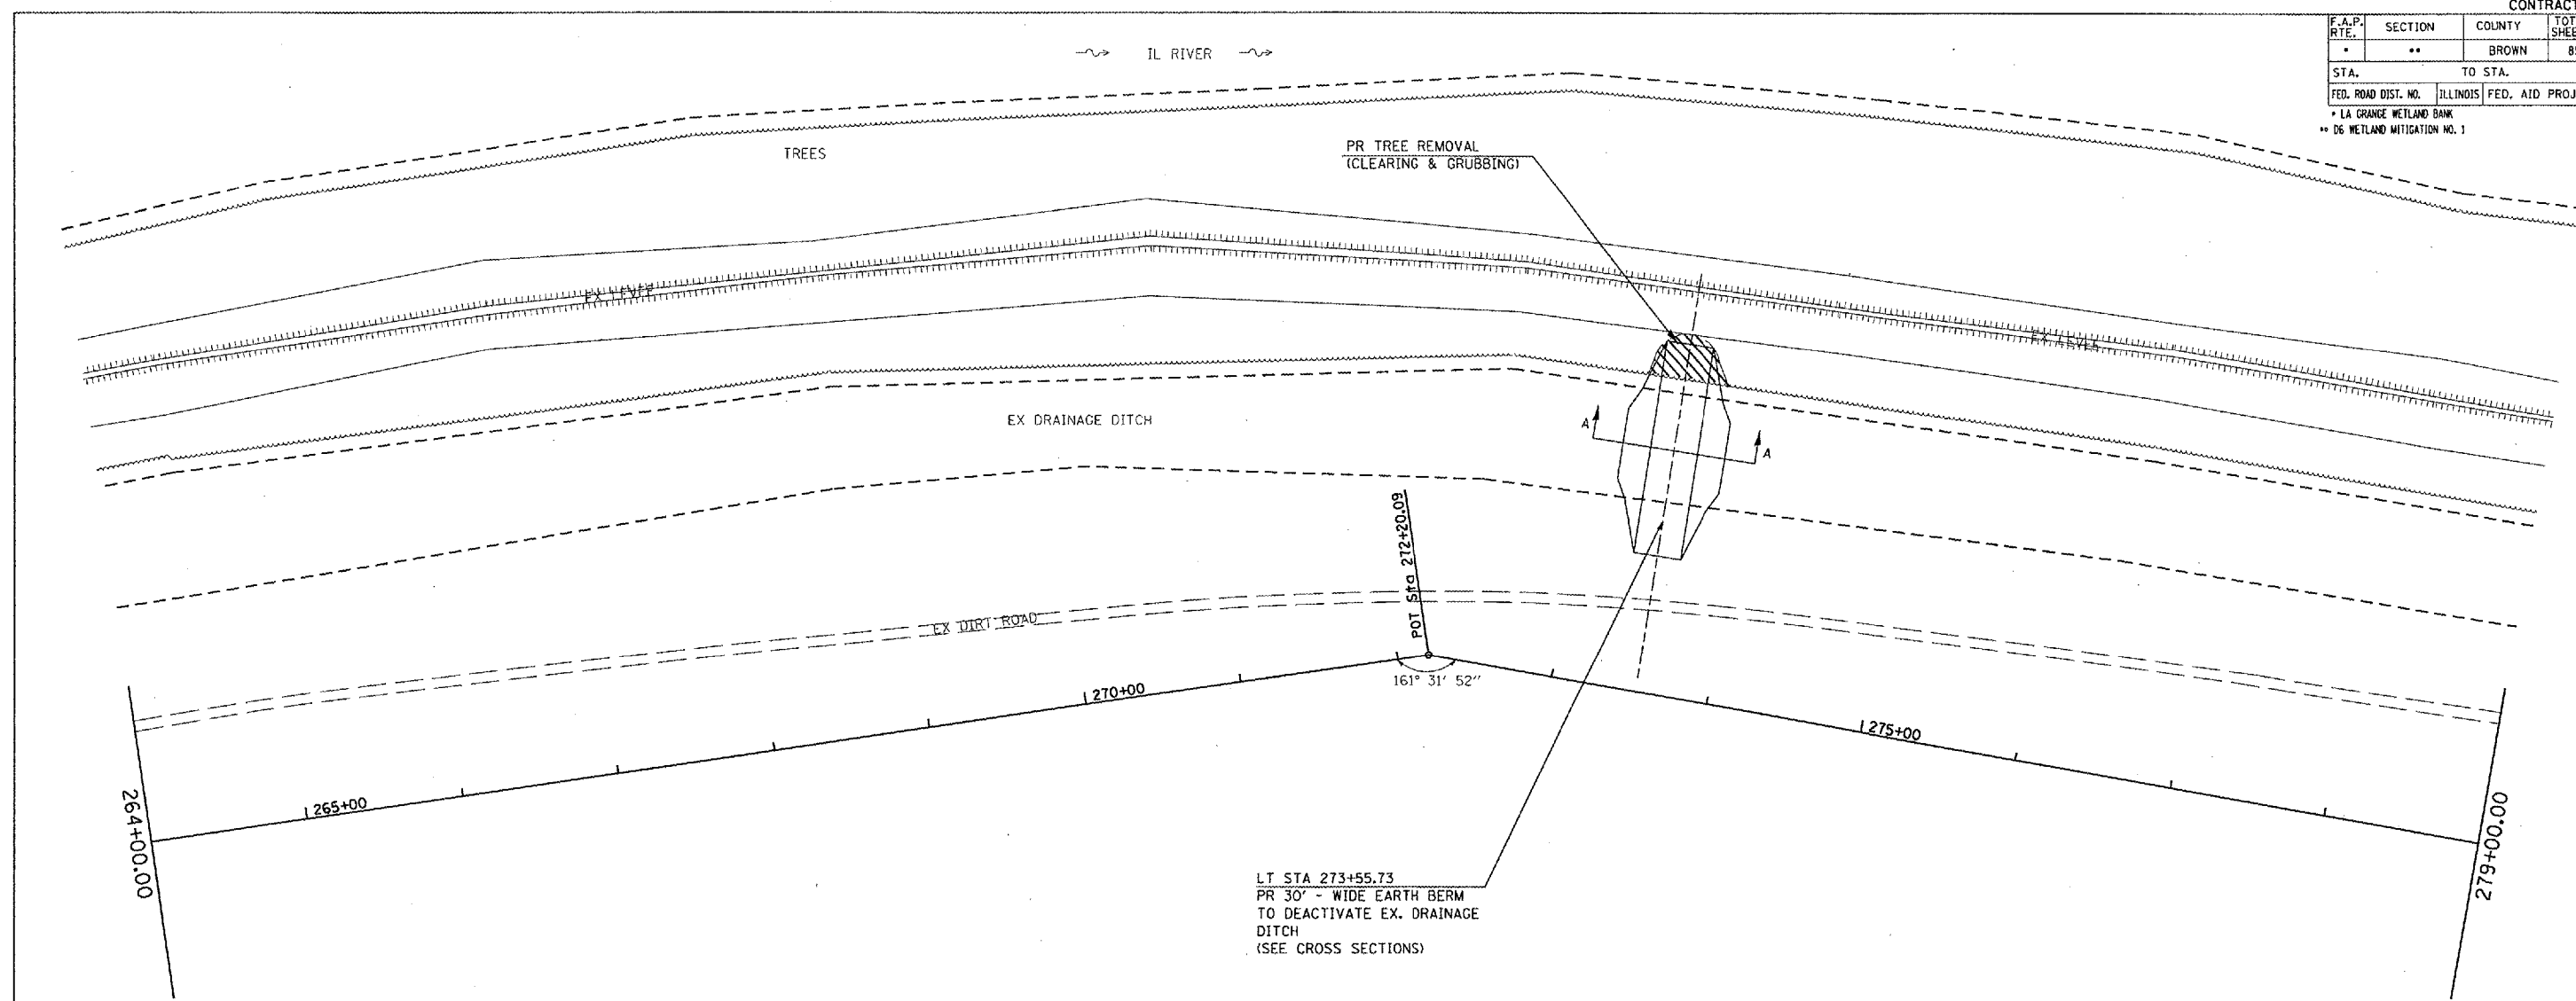 CONTRACT
F.A.P. RTE. SECTION COUNTY
• •• BROWN
STA. TO STA.
FED. ROAD DIST. NO. ILLINOIS FED. AID PROJ
• LA GRANGE WETLAND BANK
•• D6 WETLAND MITIGATION NO. 1
IL RIVER
TREES
PR TREE REMOVAL
(CLEARING & GRUBBING)
EX LEVEE
EX LEVEE
EX DRAINAGE DITCH
A
A
POT Sta 272+20.09
EX DIRT ROAD
161° 31' 52"
270+00
275+00
265+00
264+00.00
279+00.00
LT STA 273+55.73
PR 30' - WIDE EARTH BERM
TO DEACTIVATE EX. DRAINAGE
DITCH
(SEE CROSS SECTIONS)